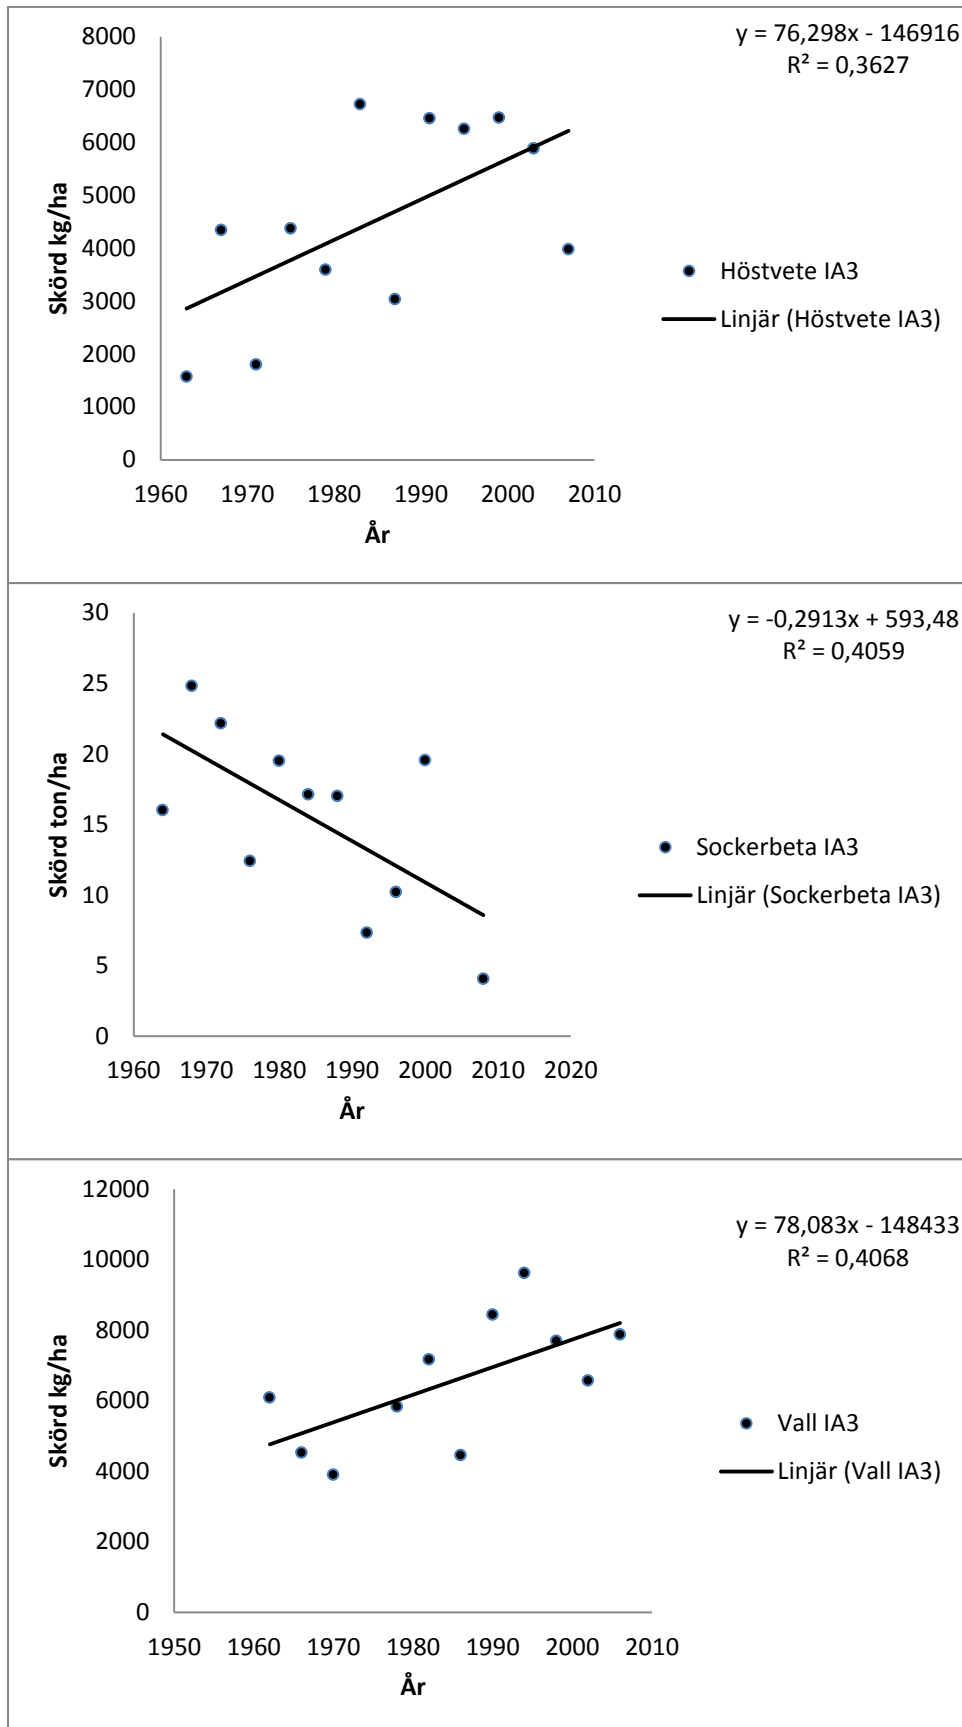 y = 76,298x - 146916
R² = 0,3627
8000
7000
6000
5000
4000
3000
2000
1000
0
Skörd kg/ha
1960 1970 1980 1990 2000 2010
År
Höstvete IA3
Linjär (Höstvete IA3)
y = -0,2913x + 593,48
R² = 0,4059
30
25
20
15
10
5
0
Skörd ton/ha
1960 1970 1980 1990 2000 2010 2020
År
Sockerbeta IA3
Linjär (Sockerbeta IA3)
y = 78,083x - 148433
R² = 0,4068
12000
10000
8000
6000
4000
2000
0
Skörd kg/ha
1950 1960 1970 1980 1990 2000 2010
År
Vall IA3
Linjär (Vall IA3)